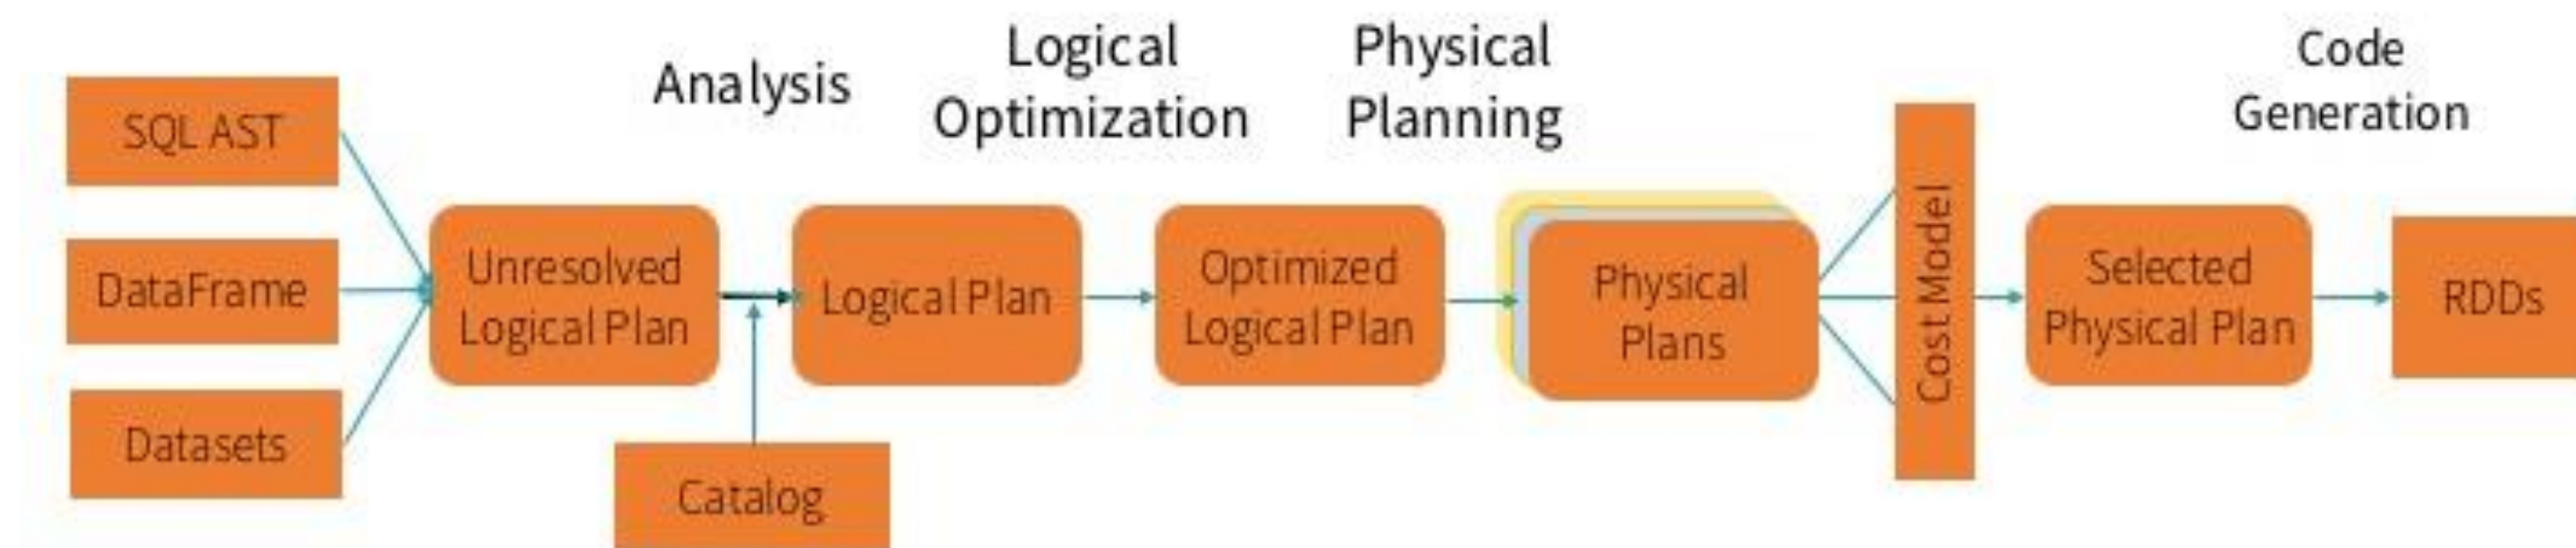 Analysis
Logical
Optimization
Physical
Planning
Code
Generation
SQL AST
DataFrame
Datasets
Unresolved
Logical Plan
Catalog
Logical Plan
Optimized
Logical Plan
Physical
Plans
Cost Model
Selected
Physical Plan
RDDs